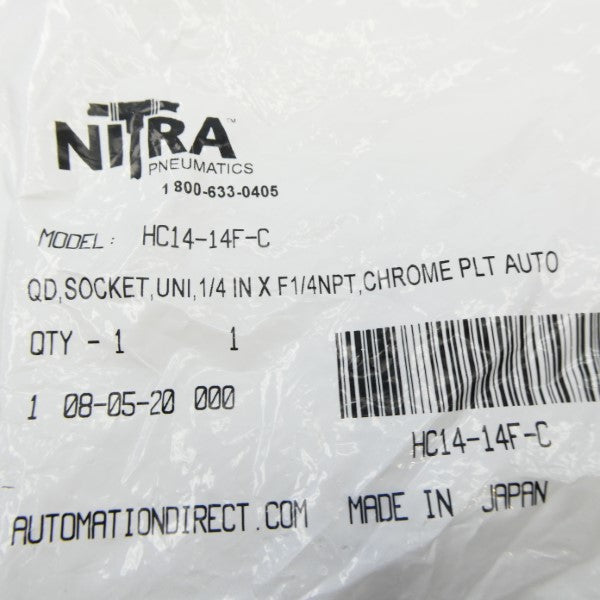 NITRA™
PNEUMATICS
1 800-633-0405
MODEL: HC14-14F-C
QD,SOCKET,UNI,1/4 IN X F1/4NPT,CHROME PLT AUTO
QTY - 1 1
1 08-05-20 000
HC14-14F-C
AUTOMATIONDIRECT.COM MADE IN JAPAN